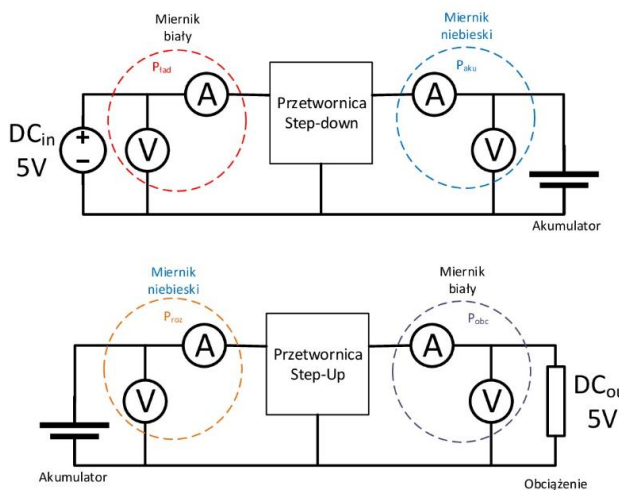 Miernik
biały
Miernik
niebieski
Pład
Paku
A
A
Przetwornica
Step-down
DCin
5V
V
V
Akumulator
Miernik
niebieski
Miernik
biały
Proz
Pobc
A
A
Przetwornica
Step-Up
V
V
DCou
5V
Akumulator
Obciążenie